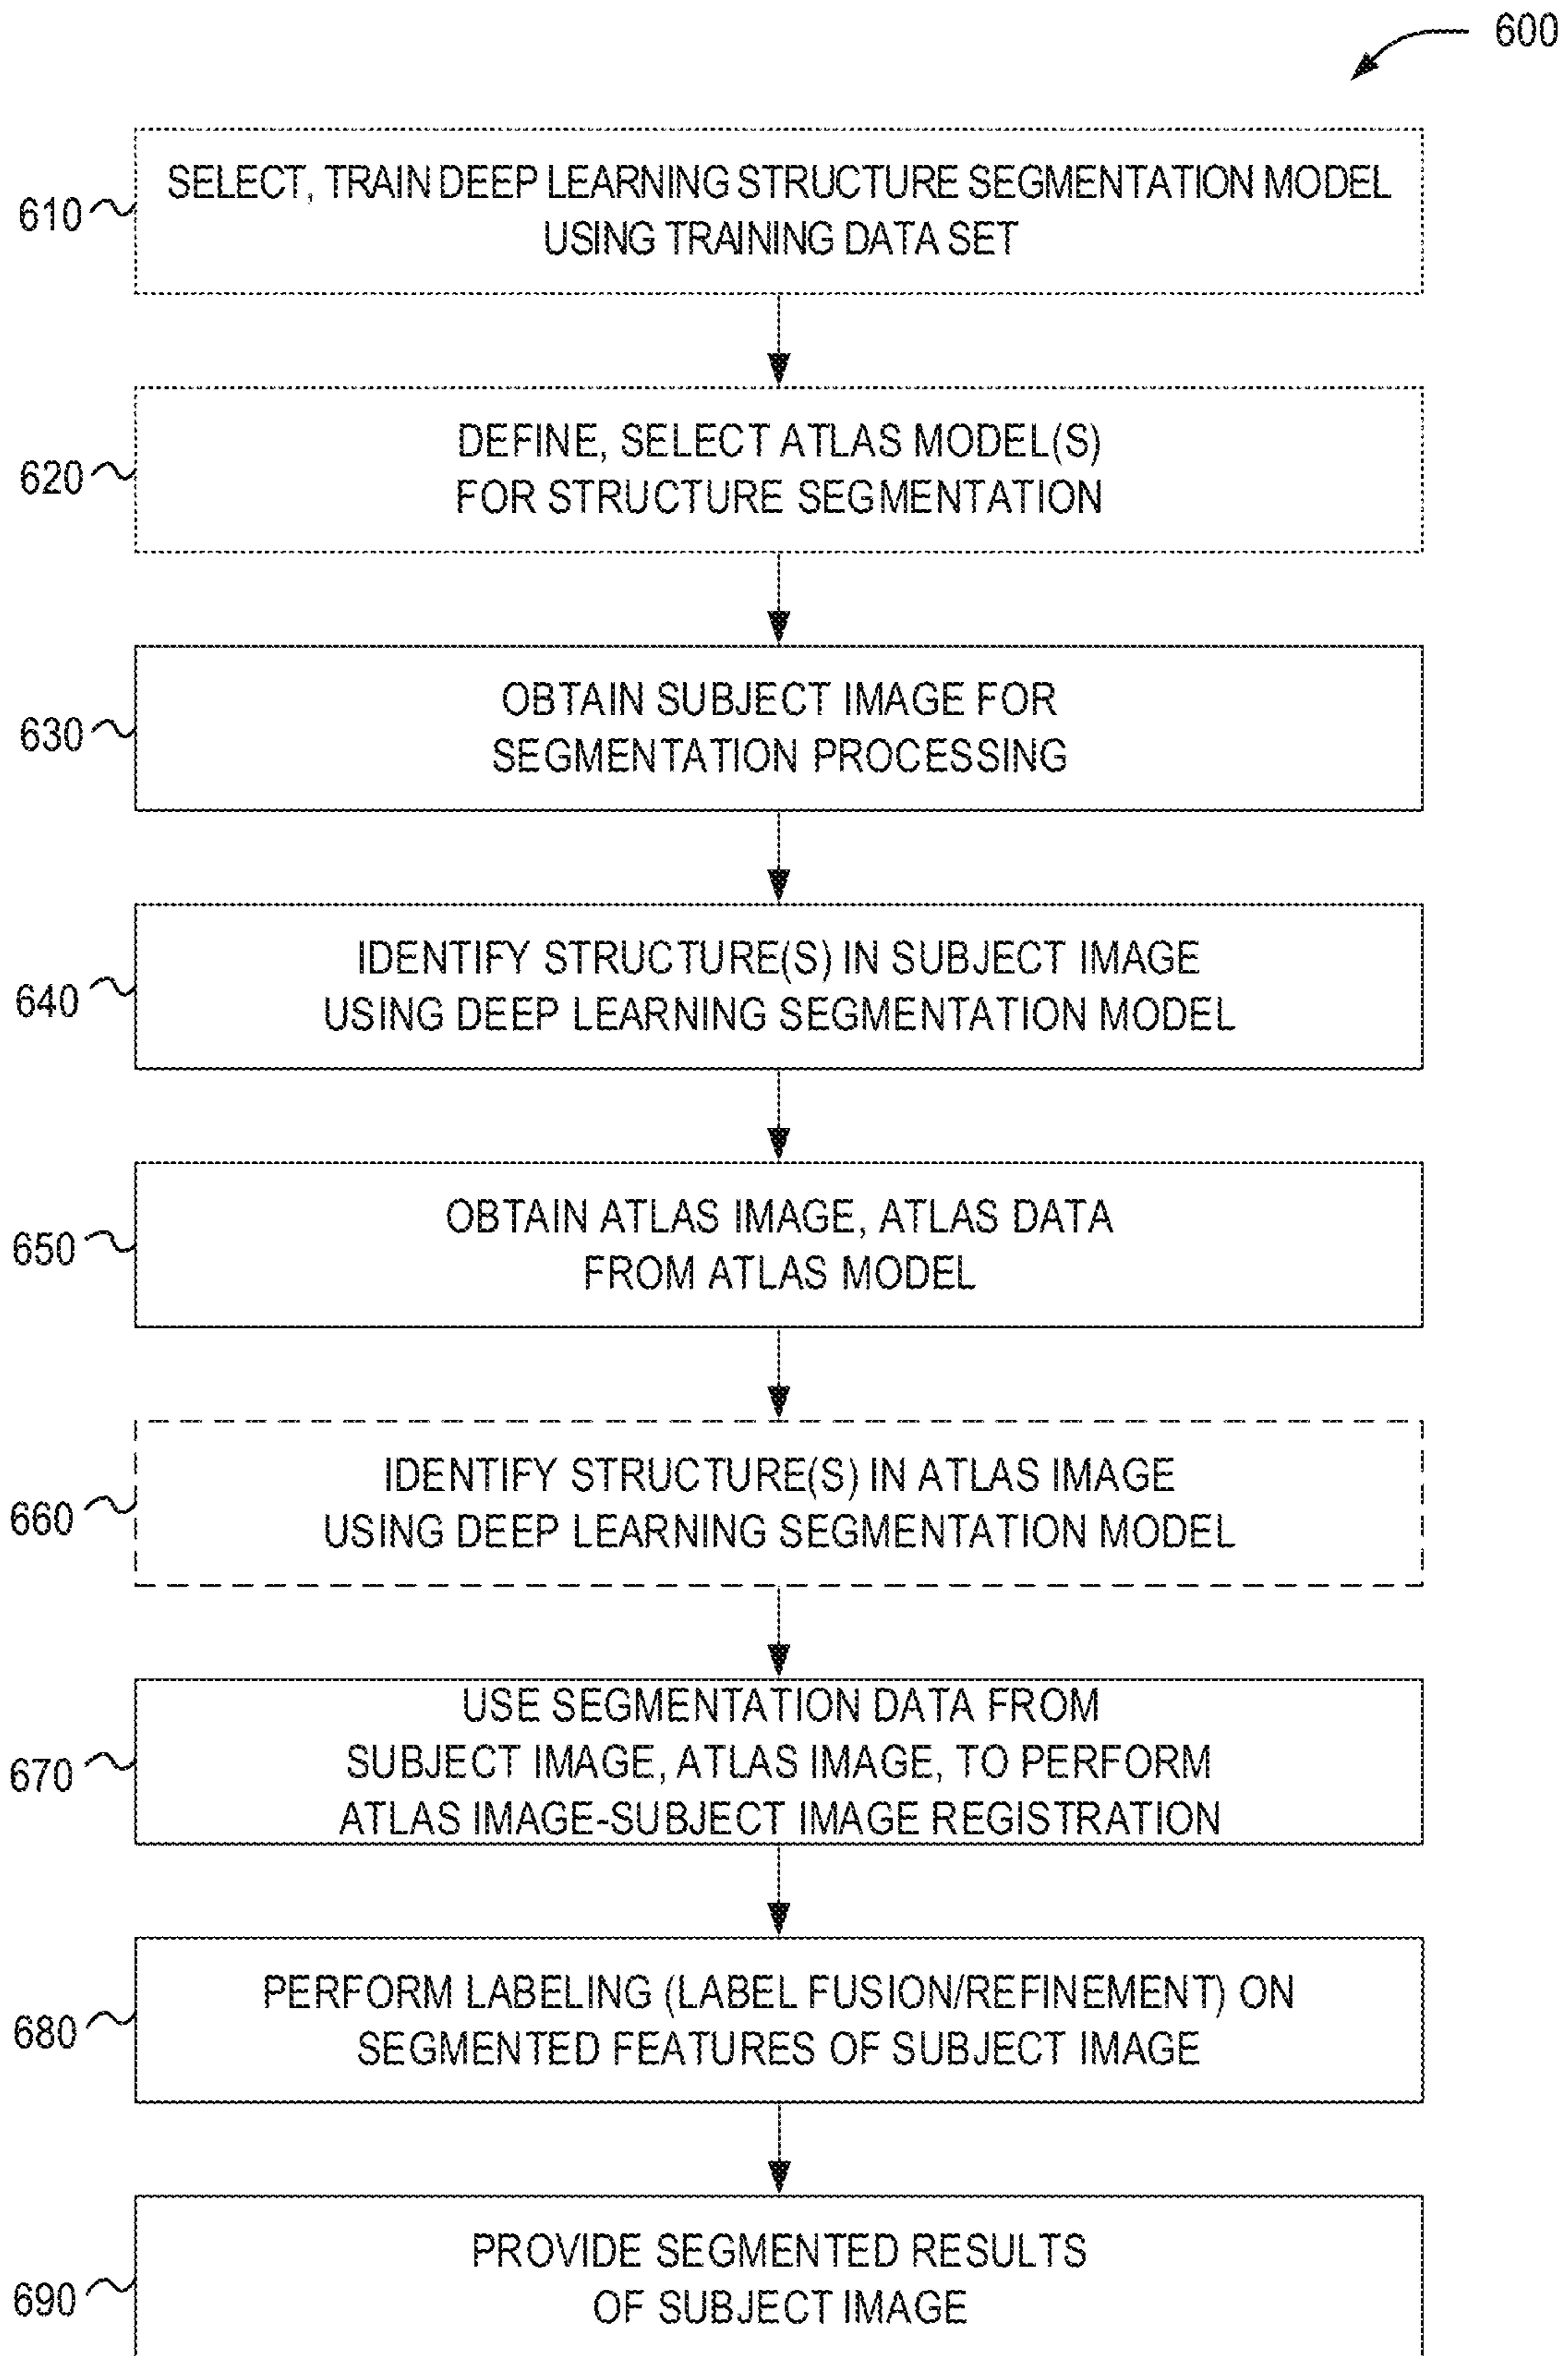 600
610
SELECT, TRAIN DEEP LEARNING STRUCTURE SEGMENTATION MODEL
USING TRAINING DATA SET
620
DEFINE, SELECT ATLAS MODEL(S)
FOR STRUCTURE SEGMENTATION
630
OBTAIN SUBJECT IMAGE FOR
SEGMENTATION PROCESSING
640
IDENTIFY STRUCTURE(S) IN SUBJECT IMAGE
USING DEEP LEARNING SEGMENTATION MODEL
650
OBTAIN ATLAS IMAGE, ATLAS DATA
FROM ATLAS MODEL
660
IDENTIFY STRUCTURE(S) IN ATLAS IMAGE
USING DEEP LEARNING SEGMENTATION MODEL
670
USE SEGMENTATION DATA FROM
SUBJECT IMAGE, ATLAS IMAGE, TO PERFORM
ATLAS IMAGE-SUBJECT IMAGE REGISTRATION
680
PERFORM LABELING (LABEL FUSION/REFINEMENT) ON
SEGMENTED FEATURES OF SUBJECT IMAGE
690
PROVIDE SEGMENTED RESULTS
OF SUBJECT IMAGE